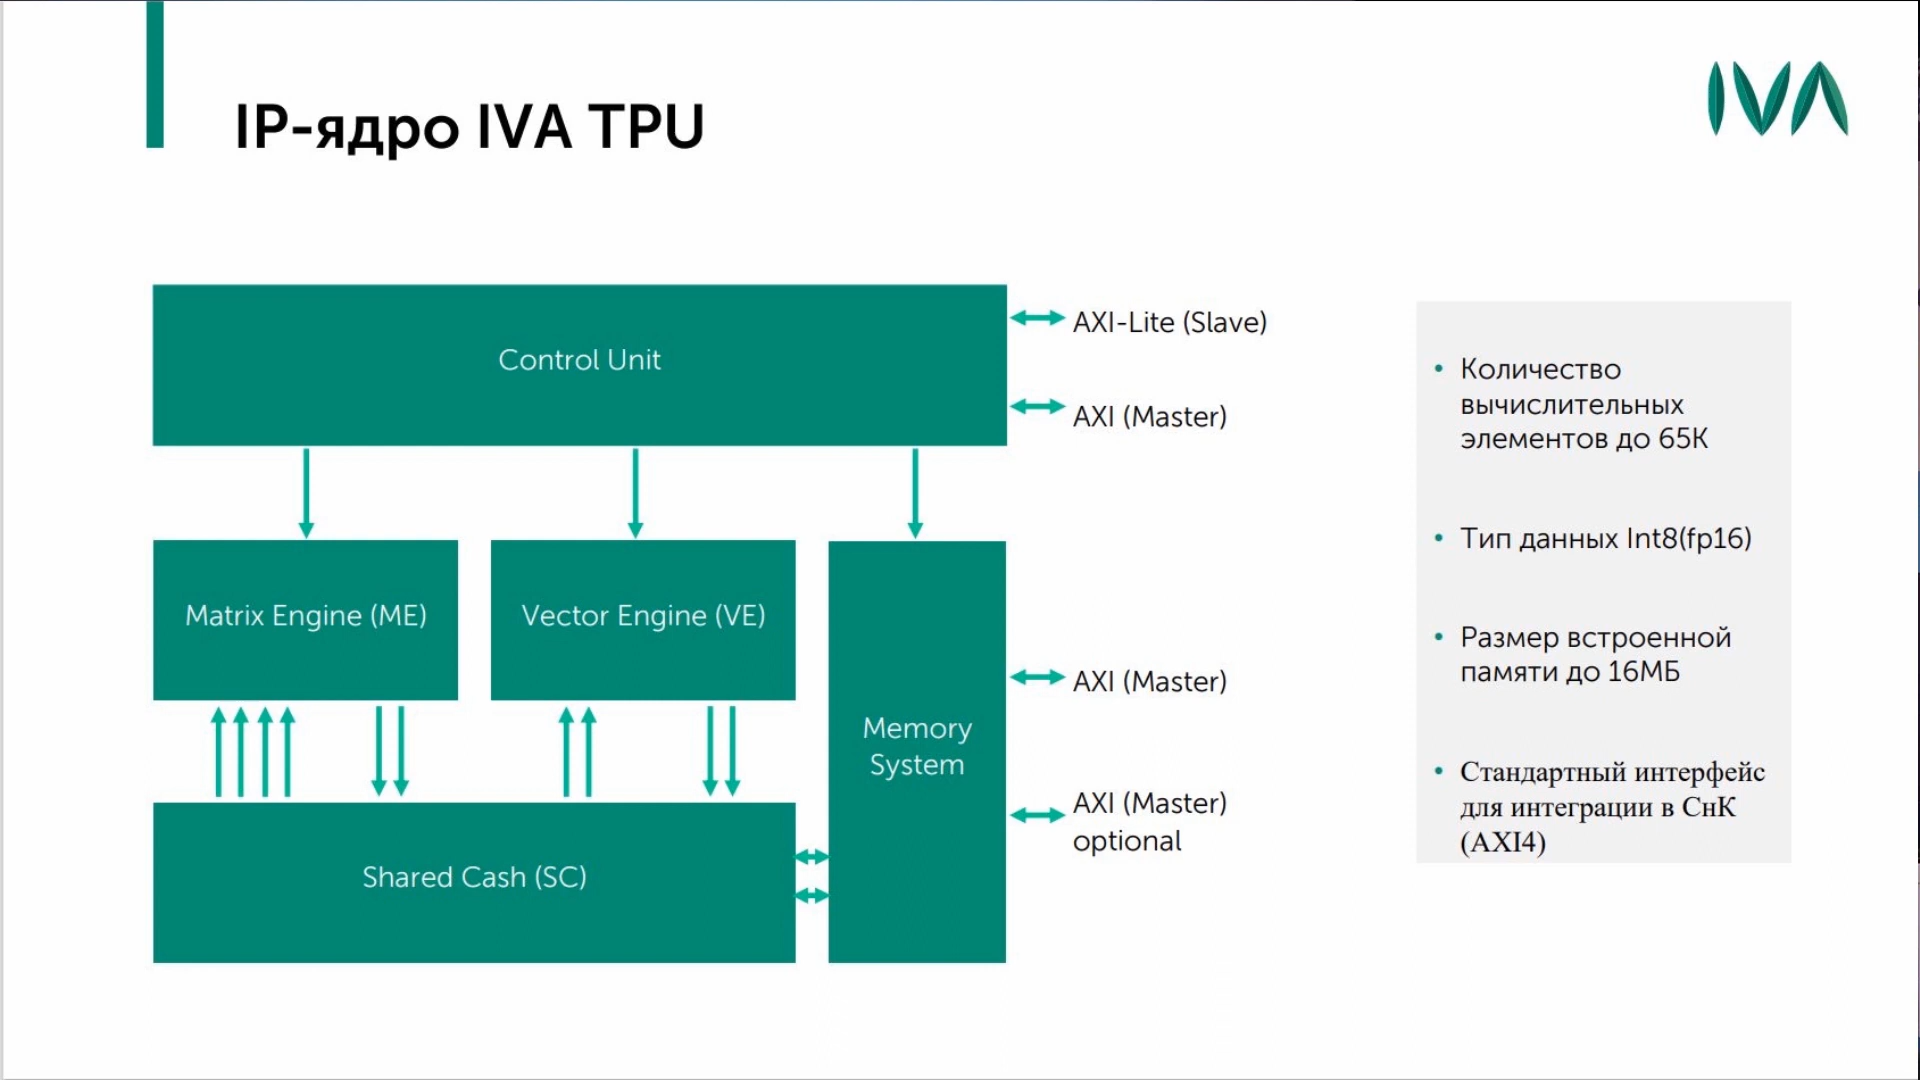 IVA
IP-ядро IVA TPU
Control Unit
AXI-Lite (Slave)
AXI (Master)
Matrix Engine (ME)
Vector Engine (VE)
Memory
System
AXI (Master)
AXI (Master)
optional
Shared Cash (SC)
• Количество
вычислительных
элементов до 65К
• Тип данных Int8(fp16)
• Размер встроенной
памяти до 16МБ
• Стандартный интерфейс
для интеграции в СнК
(AXI4)